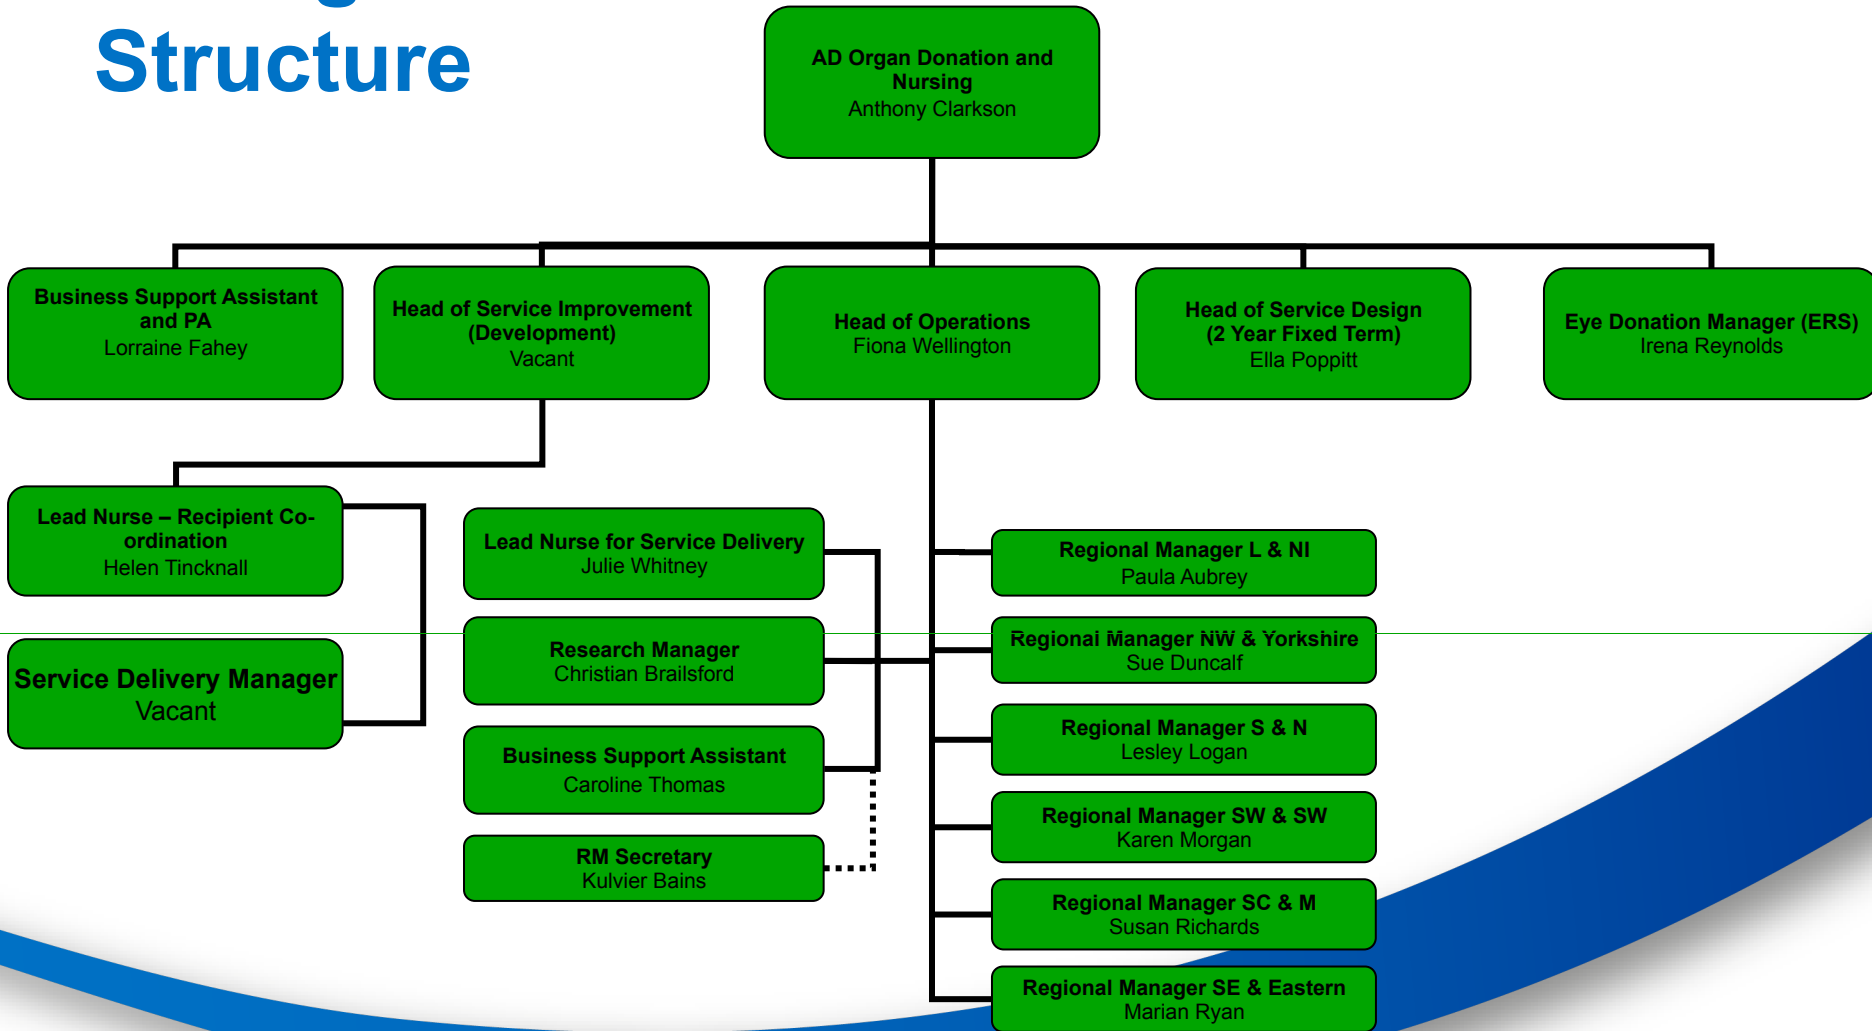 Structure
AD Organ Donation and
Nursing
Anthony Clarkson
Business Support Assistant
and PA
Lorraine Fahey
Head of Service Improvement
(Development)
Vacant
Head of Operations
Fiona Wellington
Head of Service Design
(2 Year Fixed Term)
Ella Poppitt
Eye Donation Manager (ERS)
Irena Reynolds
Lead Nurse – Recipient Co-
ordination
Helen Tincknall
Service Delivery Manager
Vacant
Lead Nurse for Service Delivery
Julie Whitney
Research Manager
Christian Brailsford
Business Support Assistant
Caroline Thomas
RM Secretary
Kulvier Bains
Regional Manager L & NI
Paula Aubrey
Regional Manager NW & Yorkshire
Sue Duncalf
Regional Manager S & N
Lesley Logan
Regional Manager SW & SW
Karen Morgan
Regional Manager SC & M
Susan Richards
Regional Manager SE & Eastern
Marian Ryan